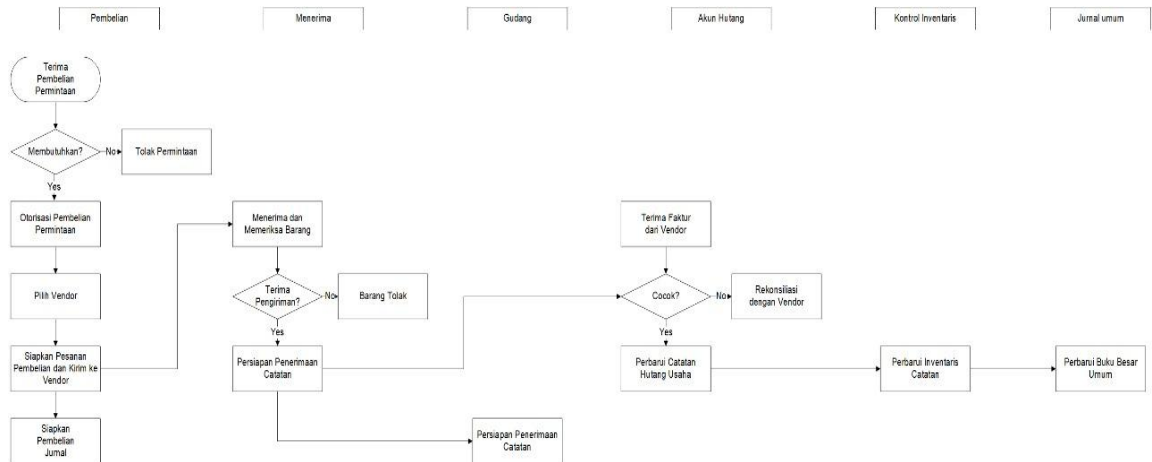 Pembelian
Menerima
Gudang
Akun Hutang
Kontrol Inventaris
Jurnal umum
Terima
Pembelian
Permintaan
Membutuhkan?
No
Tolak Permintaan
Yes
Otorisasi Pembelian
Permintaan
Pilih Vendor
Siapkan Pesanan
Pembelian dan Kirim ke
Vendor
Siapkan
Pembelian
Jurnal
Menerima dan
Memeriksa Barang
Terima
Pengiriman?
No
Barang Tolak
Yes
Persiapan Penerimaan
Catatan
Persiapan Penerimaan
Catatan
Terima Faktur
dari Vendor
Cocok?
No
Rekonsiliasi
dengan Vendor
Yes
Perbarui Catatan
Hutang Usaha
Perbarui Inventaris
Catatan
Perbarui Buku Besar
Umum